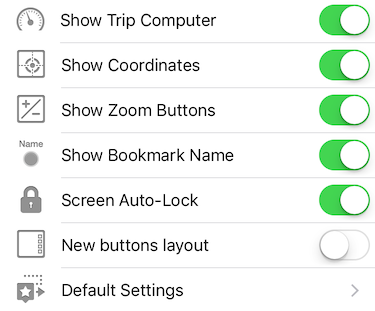 Show Trip Computer
Show Coordinates
Show Zoom Buttons
Name
Show Bookmark Name
Screen Auto-Lock
New buttons layout
Default Settings